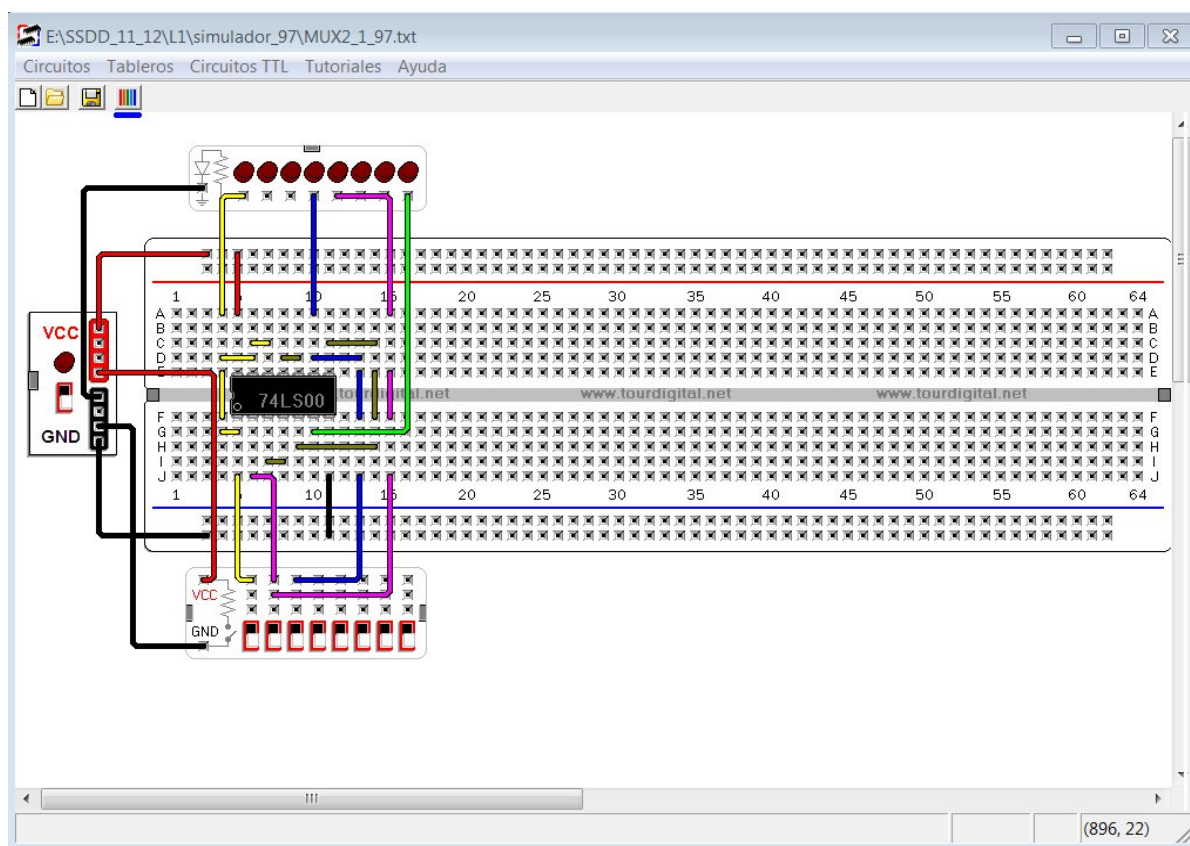 E:\SSDD_11_12\L1\simulador_97\MUX2_1_97.txt
Circuitos Tableros Circuitos TTL Tutoriales Ayuda
1 10 15 20 25 30 35 40 45 50 55 60 64
A A
B B
VCC
C C
D D
E E
74LS00
tourdigital.net www.tourdigital.net www.tourdigital.net
F F
GND
G G
H H
I I
J J
1 10 15 20 25 30 35 40 45 50 55 60 64
VCC
GND
(896, 22)